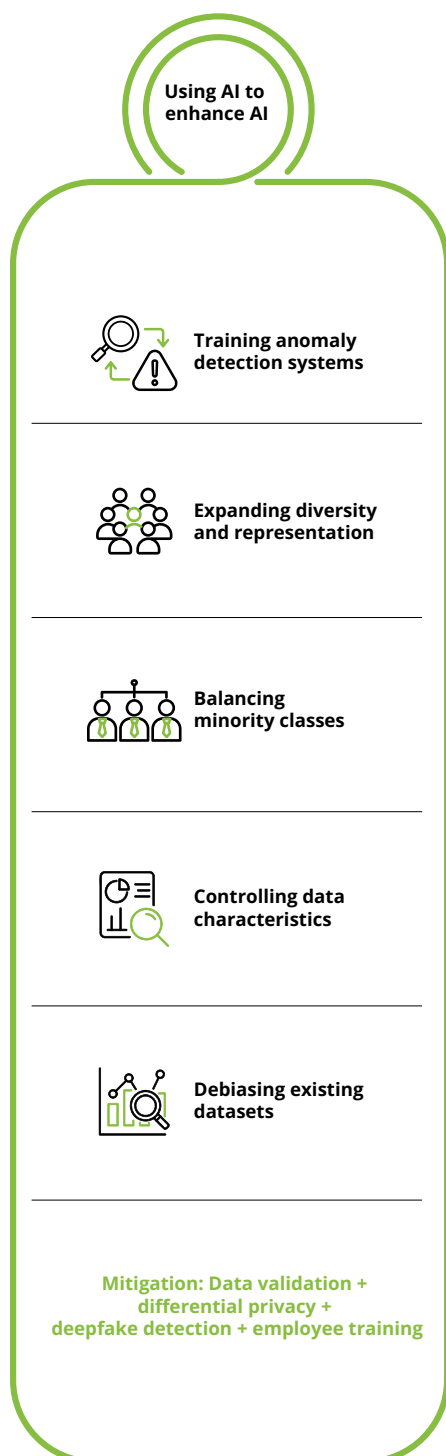 Using AI to
enhance AI
Training anomaly
detection systems
Expanding diversity
and representation
Balancing
minority classes
Controlling data
characteristics
Debiasing existing
datasets
Mitigation: Data validation +
differential privacy +
deepfake detection + employee training